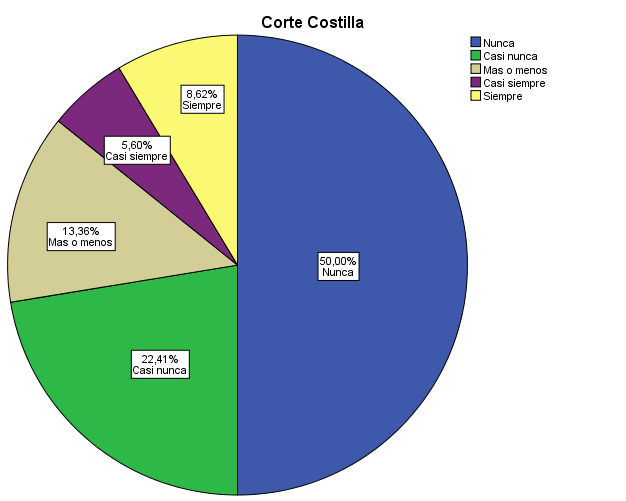 Corte Costilla
Nunca
Casi nunca
Mas o menos
Casi siempre
Siempre
8,62%
Siempre
5,60%
Casi siempre
13,36%
Mas o menos
50,00%
Nunca
22,41%
Casi nunca